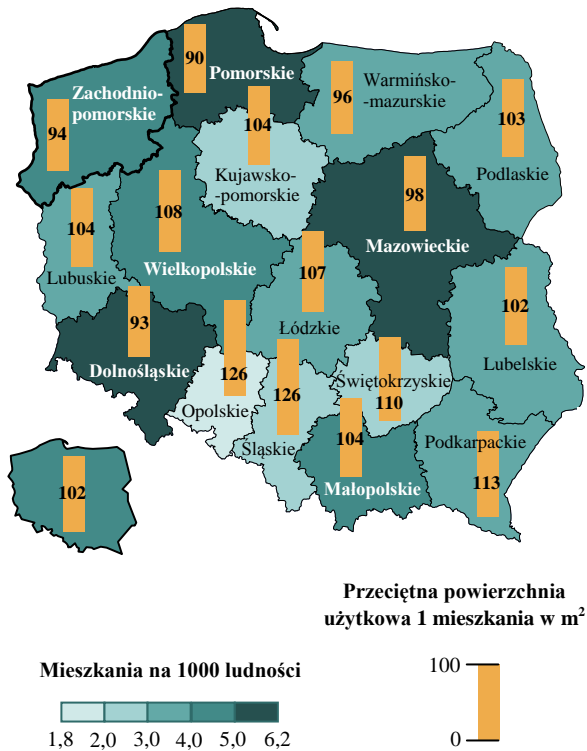 90
Pomorskie
Zachodnio-
pomorskie
94
96
Warmińsko-
-mazurskie
103
Podlaskie
104
Kujawsko-
-pomorskie
98
Mazowieckie
108
Wielkopolskie
104
Lubuskie
107
Łódzkie
102
Lubelskie
93
Dolnośląskie
126
Opolskie
126
Śląskie
Świętokrzyskie
110
104
Małopolskie
Podkarpackie
113
102
Przeciętna powierzchnia
użytkowa 1 mieszkania w m²
100
0
Mieszkania na 1000 ludności
1,8 2,0 3,0 4,0 5,0 6,2